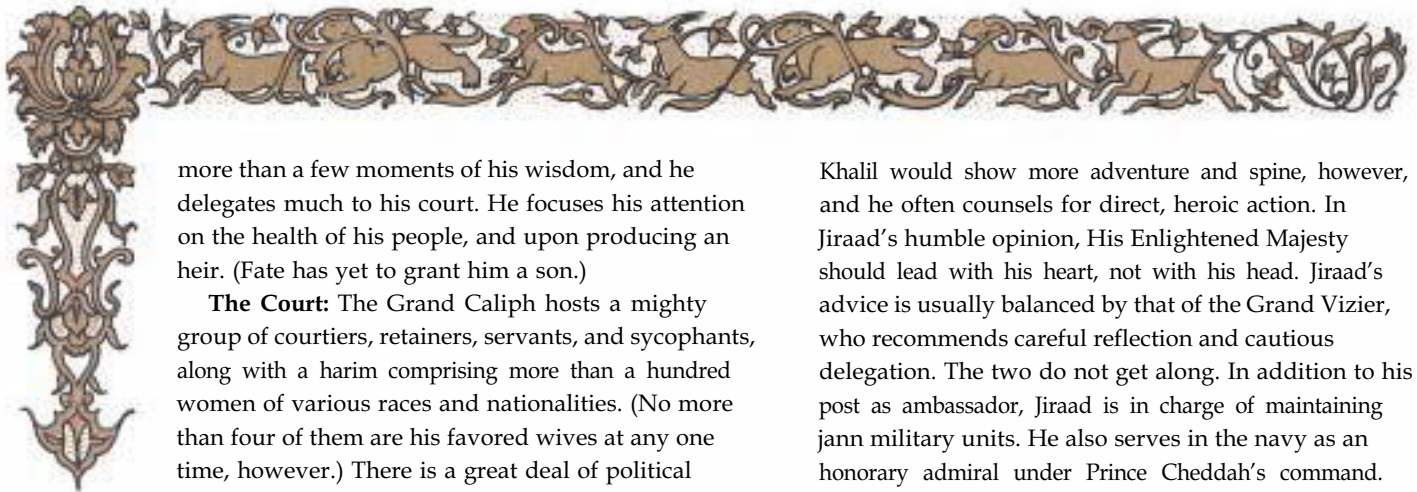 more than a few moments of his wisdom, and he
delegates much to his court. He focuses his attention
on the health of his people, and upon producing an
heir. (Fate has yet to grant him a son.)
The Court: The Grand Caliph hosts a mighty
group of courtiers, retainers, servants, and sycophants,
along with a harim comprising more than a hundred
women of various races and nationalities. (No more
than four of them are his favored wives at any one
time, however.) There is a great deal of political
Khalil would show more adventure and spine, however,
and he often counsels for direct, heroic action. In
Jiraad’s humble opinion, His Enlightened Majesty
should lead with his heart, not with his head. Jiraad’s
advice is usually balanced by that of the Grand Vizier,
who recommends careful reflection and cautious
delegation. The two do not get along. In addition to his
post as ambassador, Jiraad is in charge of maintaining
jann military units. He also serves in the navy as an
honorary admiral under Prince Cheddah’s command.